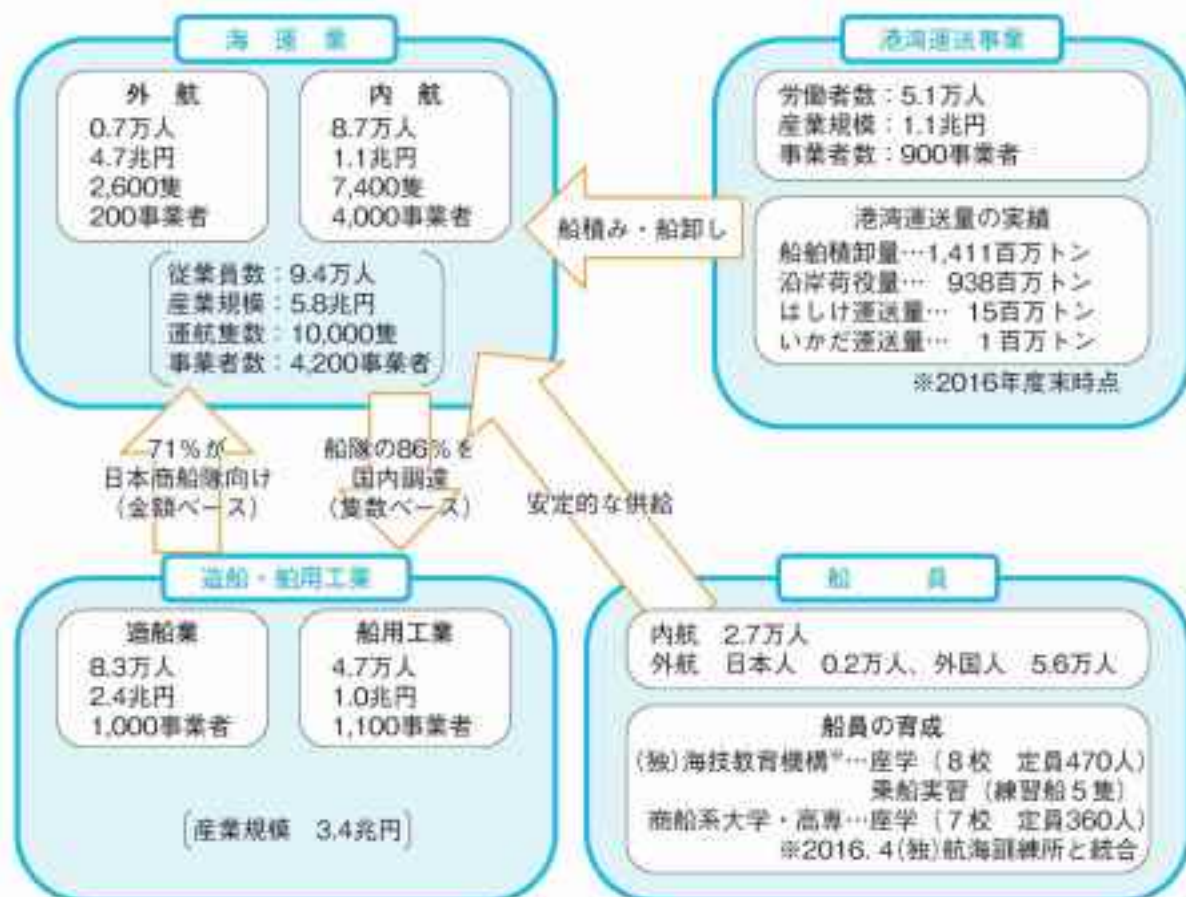 海運業
外航
0.7万人
4.7兆円
2,600隻
200事業者
内航
8.7万人
1.1兆円
7,400隻
4,000事業者
従業員数：9.4万人
産業規模：5.8兆円
運航隻数：10,000隻
事業者数：4,200事業者
港湾運送事業
労働者数：5.1万人
産業規模：1.1兆円
事業者数：900事業者
港湾運送量の実績
船舶積卸量…1,411百万トン
沿岸荷役量… 938百万トン
はしけ運送量… 15百万トン
いかだ運送量… 1百万トン
※2016年度末時点
船積み・船卸し
71%が
日本商船隊向け
（金額ベース）
船隊の86%を
国内調達
（隻数ベース）
安定的な供給
造船・舶用工業
造船業
8.3万人
2.4兆円
1,000事業者
舶用工業
4.7万人
1.0兆円
1,100事業者
［産業規模 3.4兆円］
船員
内航 2.7万人
外航 日本人 0.2万人、外国人 5.6万人
船員の育成
（独）海技教育機構※…座学（8校 定員470人）
乗船実習（練習船5隻）
商船系大学・高専…座学（7校 定員360人）
※2016. 4（独）航海訓練所と統合